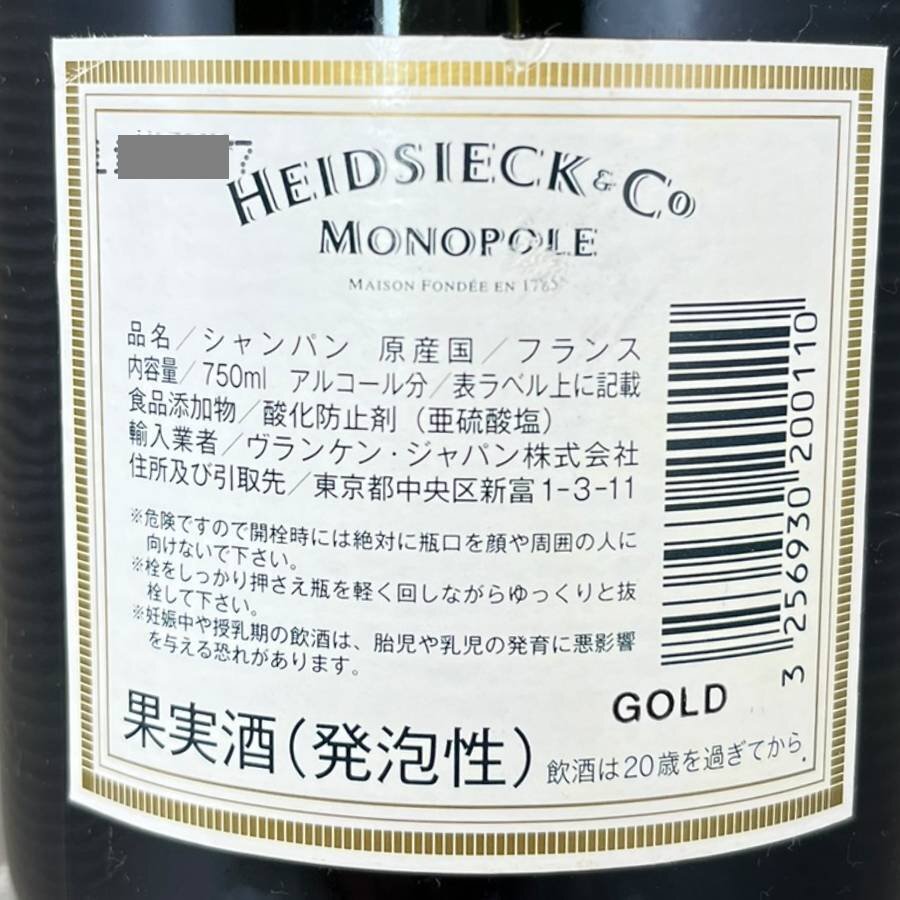 HEIDSIECK & Co
MONOPOLE
MAISON FONDÉE EN 1785
品名／シャンパン 原産国／フランス
内容量／750ml アルコール分／表ラベル上に記載
食品添加物／酸化防止剤（亜硫酸塩）
輸入業者／ヴランケン・ジャパン株式会社
住所及び引取先／東京都中央区新富1-3-11
※危険ですので開栓時には絶対に瓶口を顔や周囲の人に
向けないで下さい。
※栓をしっかり押さえ瓶を軽く回しながらゆっくりと抜
栓して下さい。
※妊娠中や授乳期の飲酒は、胎児や乳児の発育に悪影響
を与える恐れがあります。
3 256930 200110
GOLD
果実酒（発泡性）
飲酒は20歳を過ぎてから。